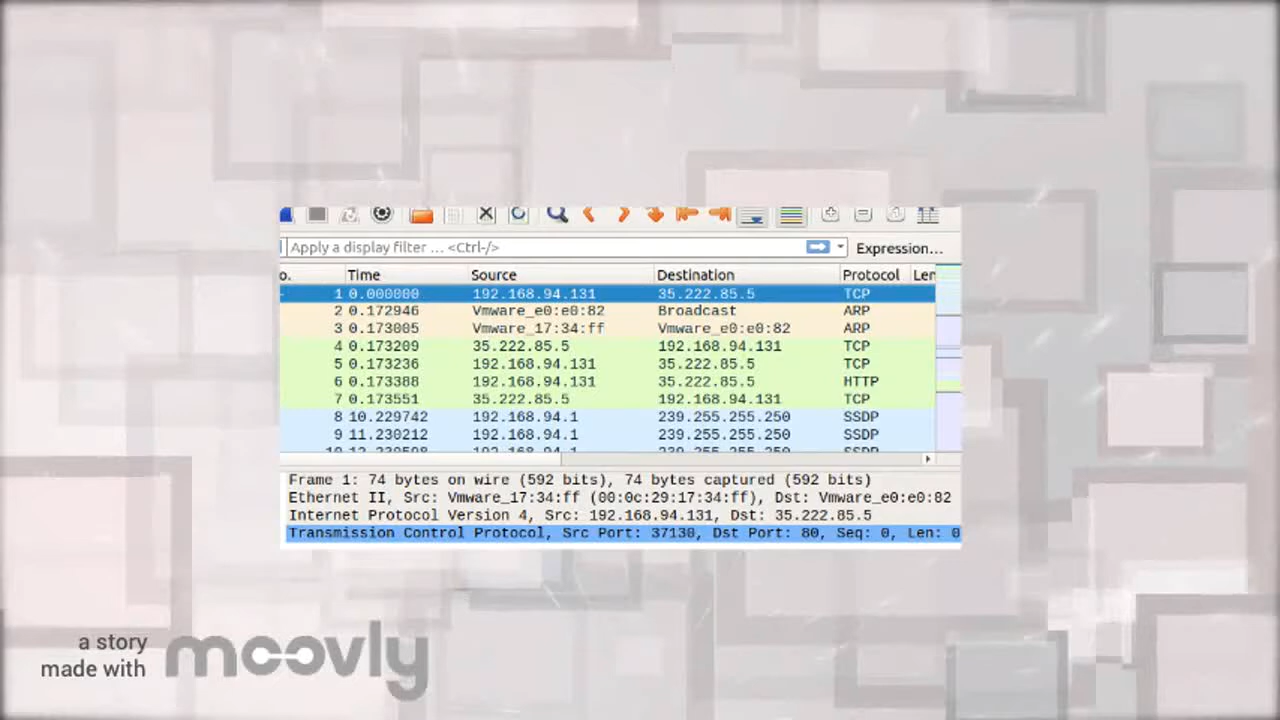 Apply a display filter ... <Ctrl-/> Expression...
o. Time Source Destination Protocol Len
1 0.000000 192.168.94.131 35.222.85.5 TCP
2 0.172946 Vmware_e0:e0:82 Broadcast ARP
3 0.173005 Vmware_17:34:ff Vmware_e0:e0:82 ARP
4 0.173209 35.222.85.5 192.168.94.131 TCP
5 0.173236 192.168.94.131 35.222.85.5 TCP
6 0.173388 192.168.94.131 35.222.85.5 HTTP
7 0.173551 35.222.85.5 192.168.94.131 TCP
8 10.229742 192.168.94.1 239.255.255.250 SSDP
9 11.230212 192.168.94.1 239.255.255.250 SSDP
Frame 1: 74 bytes on wire (592 bits), 74 bytes captured (592 bits)
Ethernet II, Src: Vmware_17:34:ff (00:0c:29:17:34:ff), Dst: Vmware_e0:e0:82
Internet Protocol Version 4, Src: 192.168.94.131, Dst: 35.222.85.5
Transmission Control Protocol, Src Port: 37130, Dst Port: 80, Seq: 0, Len: 0
a story
made with moovly